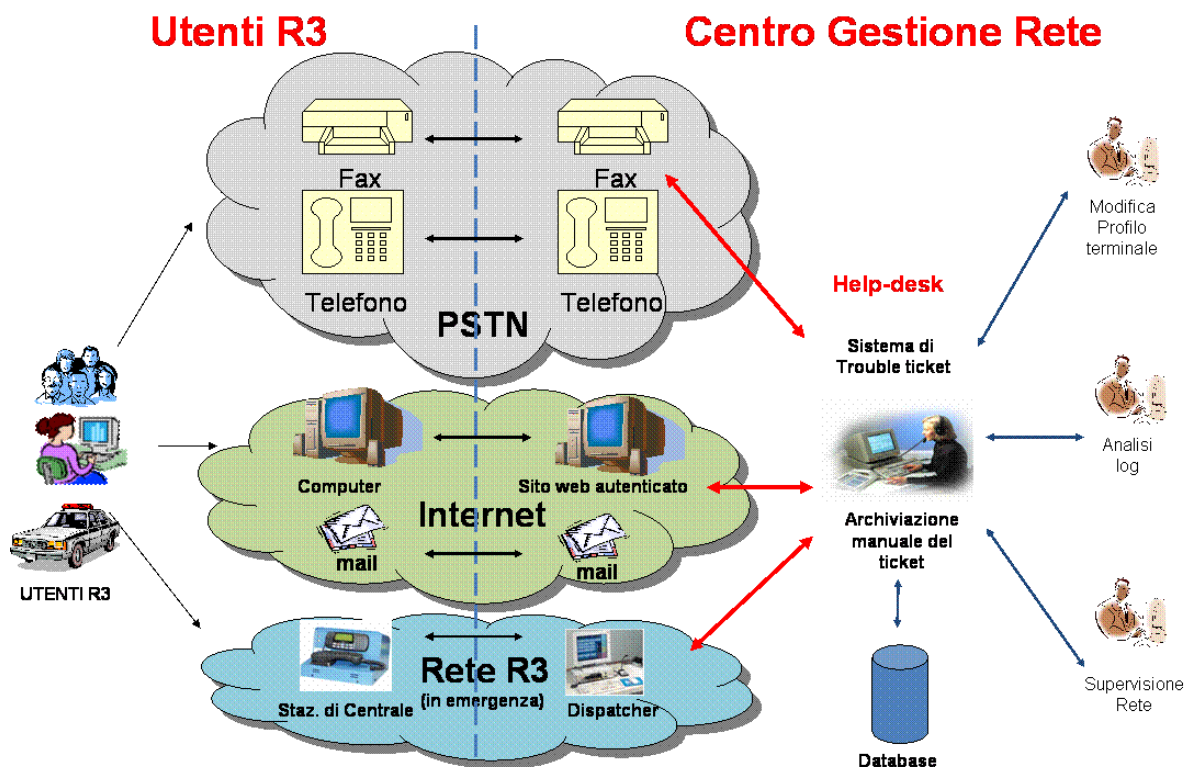 Utenti R3
Centro Gestione Rete
Fax
Fax
Telefono
Telefono
PSTN
Computer
Sito web autenticato
Internet
mail
mail
Rete R3
(in emergenza)
Staz. di Centrale
Dispatcher
UTENTI R3
Help-desk
Sistema di
Trouble ticket
Archiviazione
manuale del
ticket
Database
Modifica
Profilo
terminale
Analisi
log
Supervisione
Rete